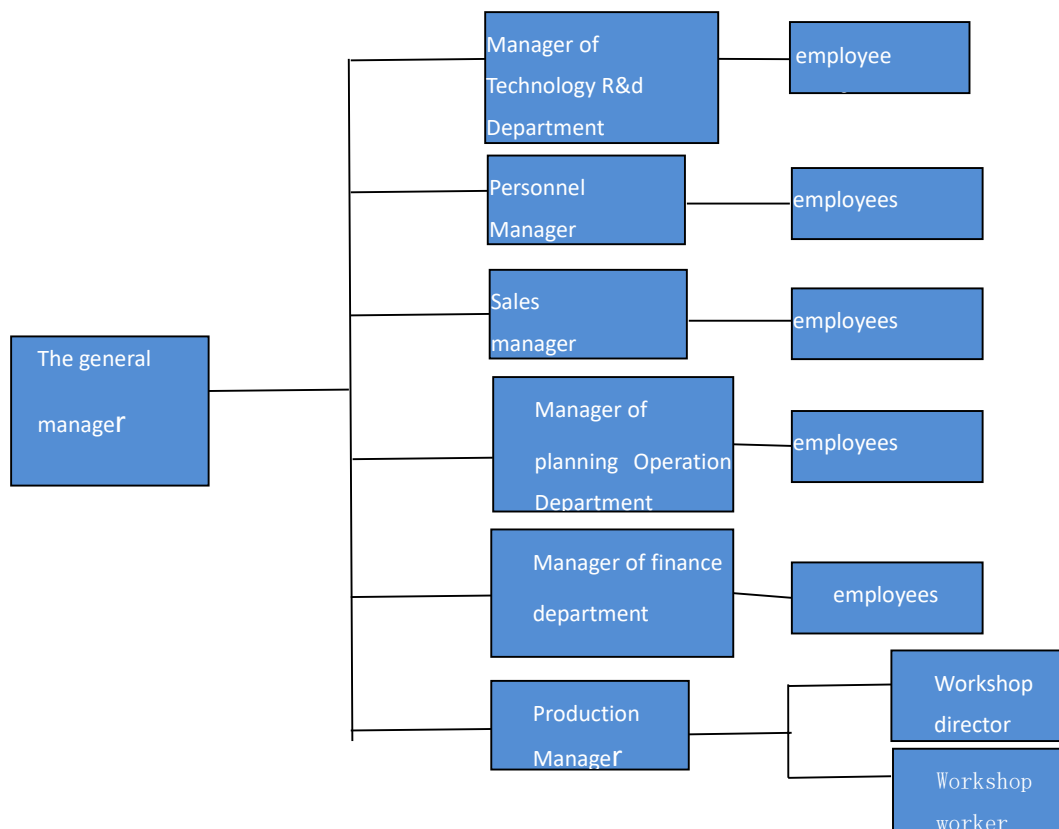 Manager of
Technology R&d
Department
employee
Personnel
Manager
employees
Sales
manager
employees
The general
manager
Manager of
planning Operation
Department
employees
Manager of finance
department
employees
Production
Manager
Workshop
director
Workshop
worker